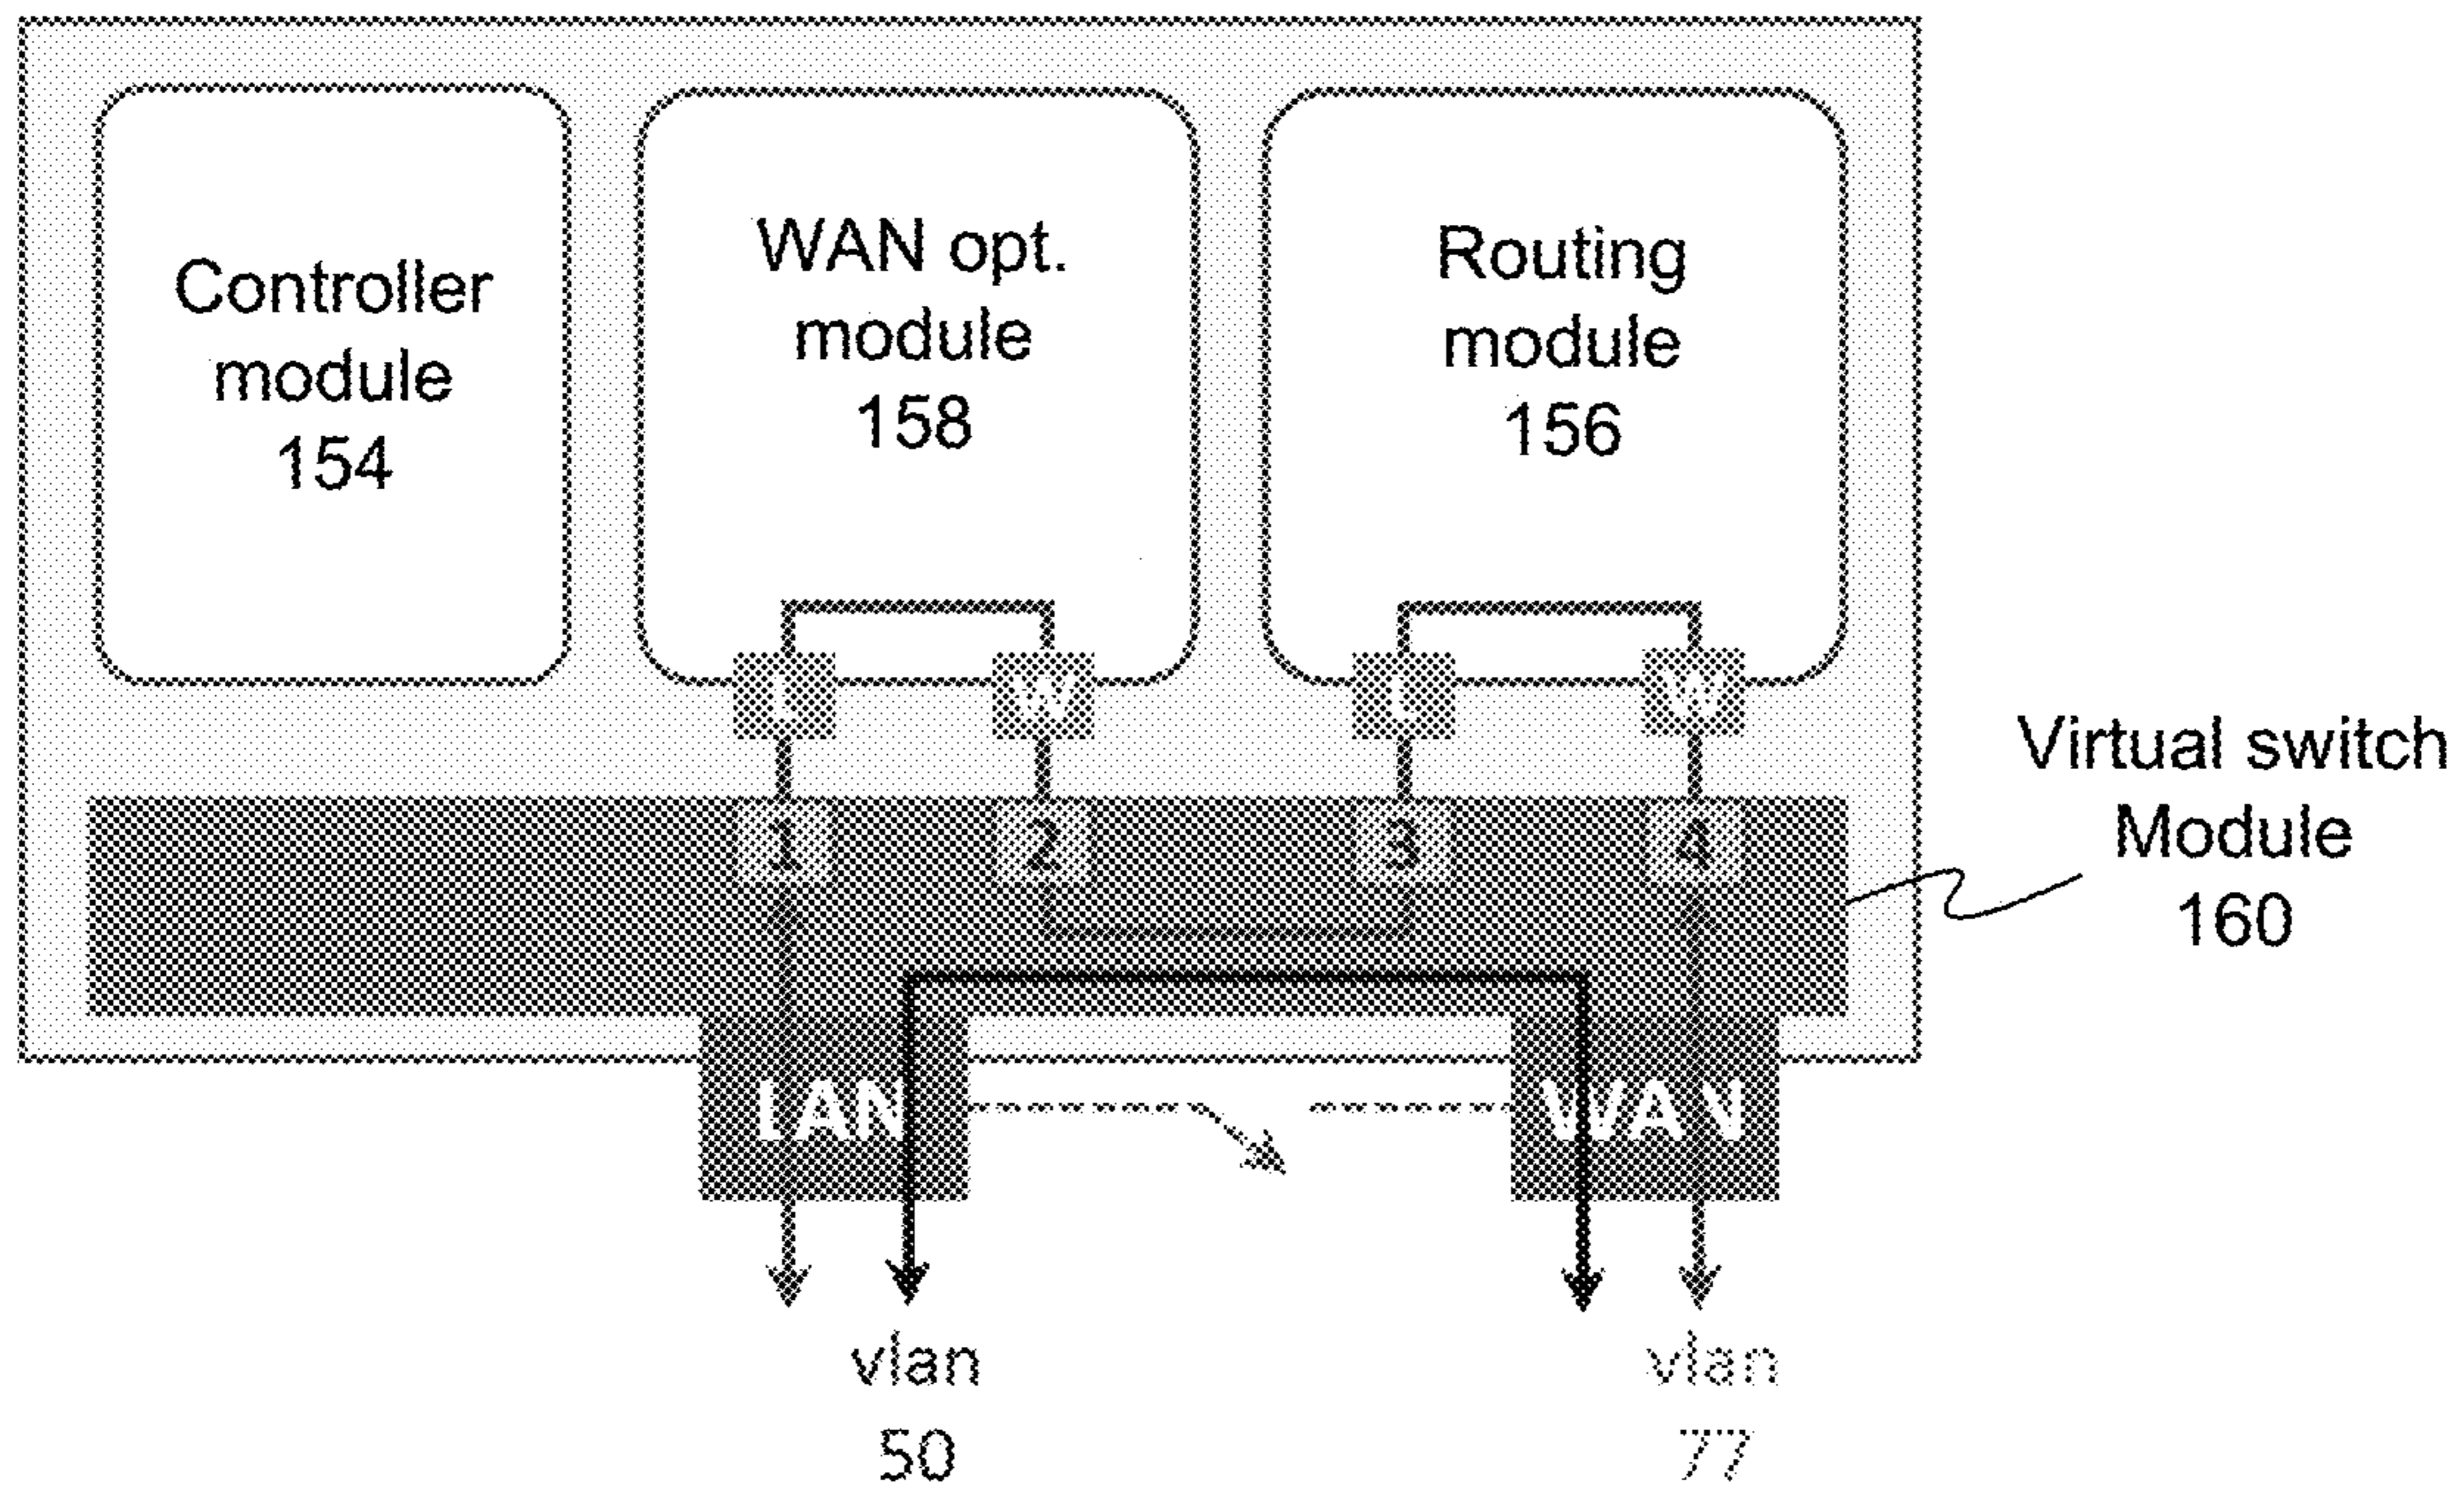 Controller
module
154
WAN opt.
module
158
Routing
module
156
L
W
L
W
1
2
3
4
Virtual switch
Module
160
LAN
WAN
vlan
50
vlan
77